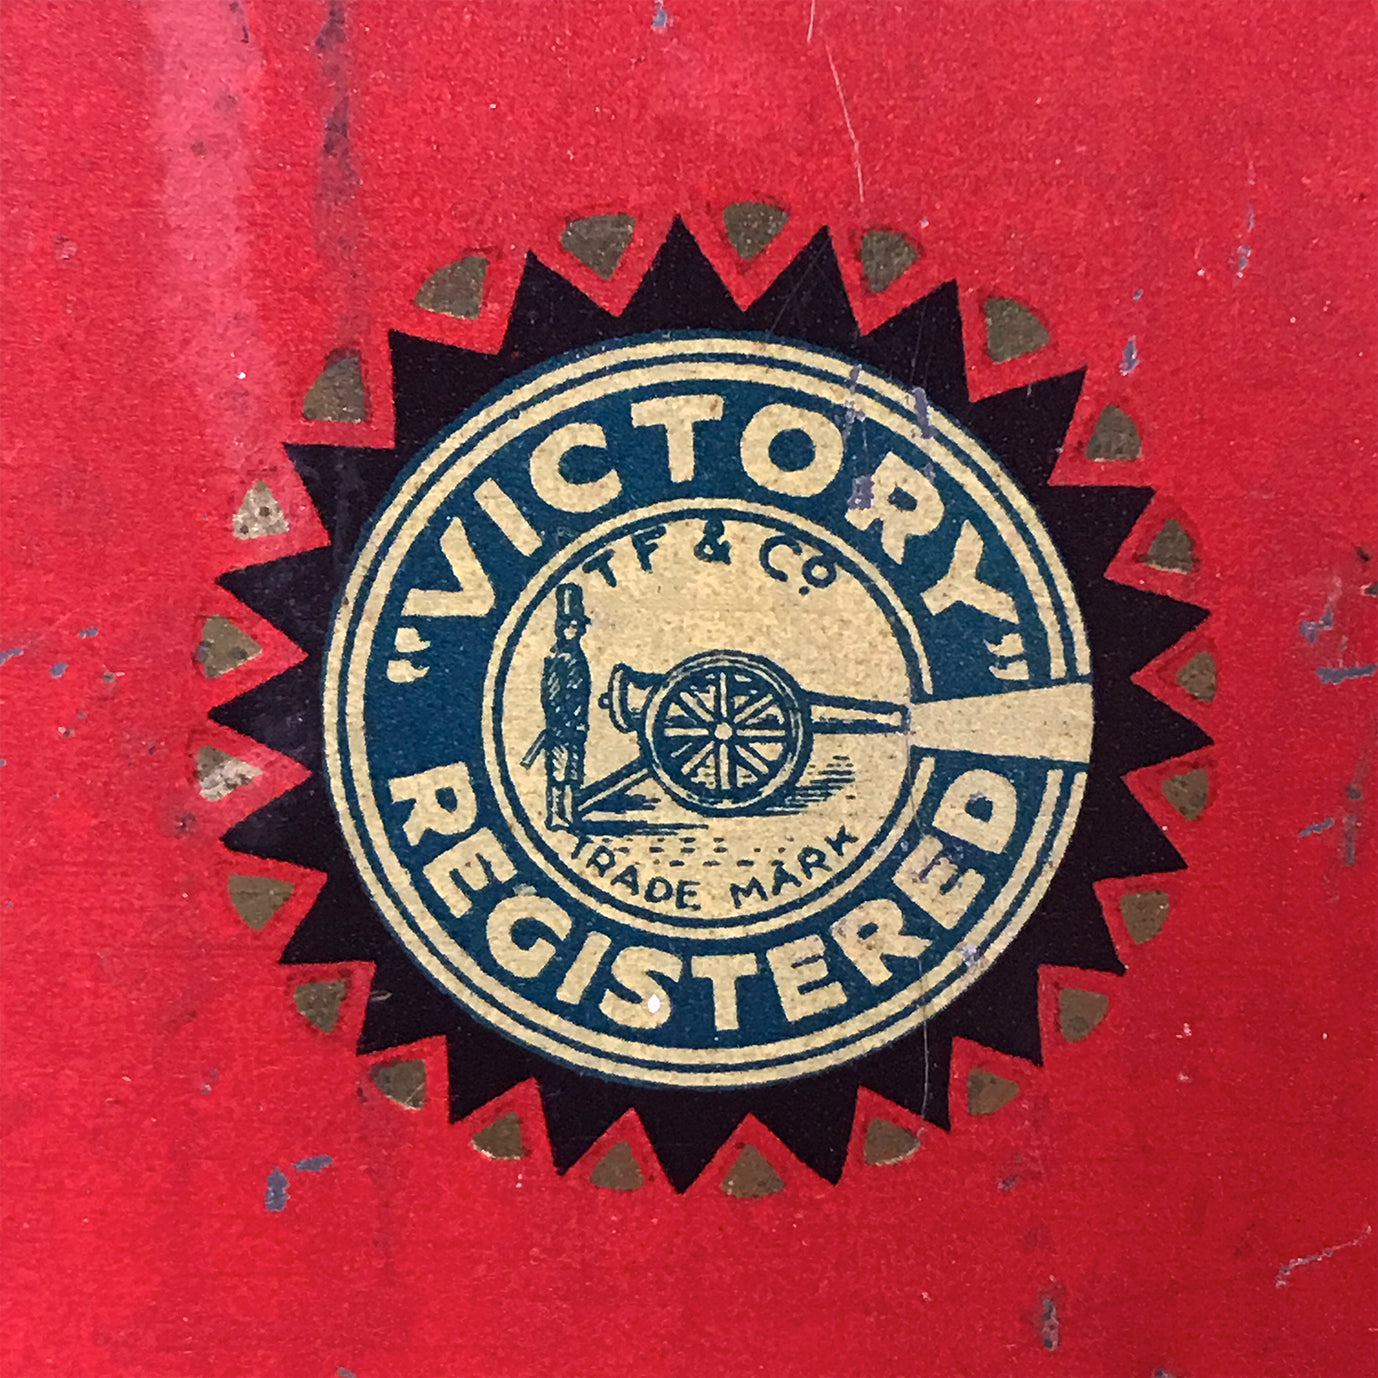 "VICTORY"
TF & Co
TRADE MARK
REGISTERED